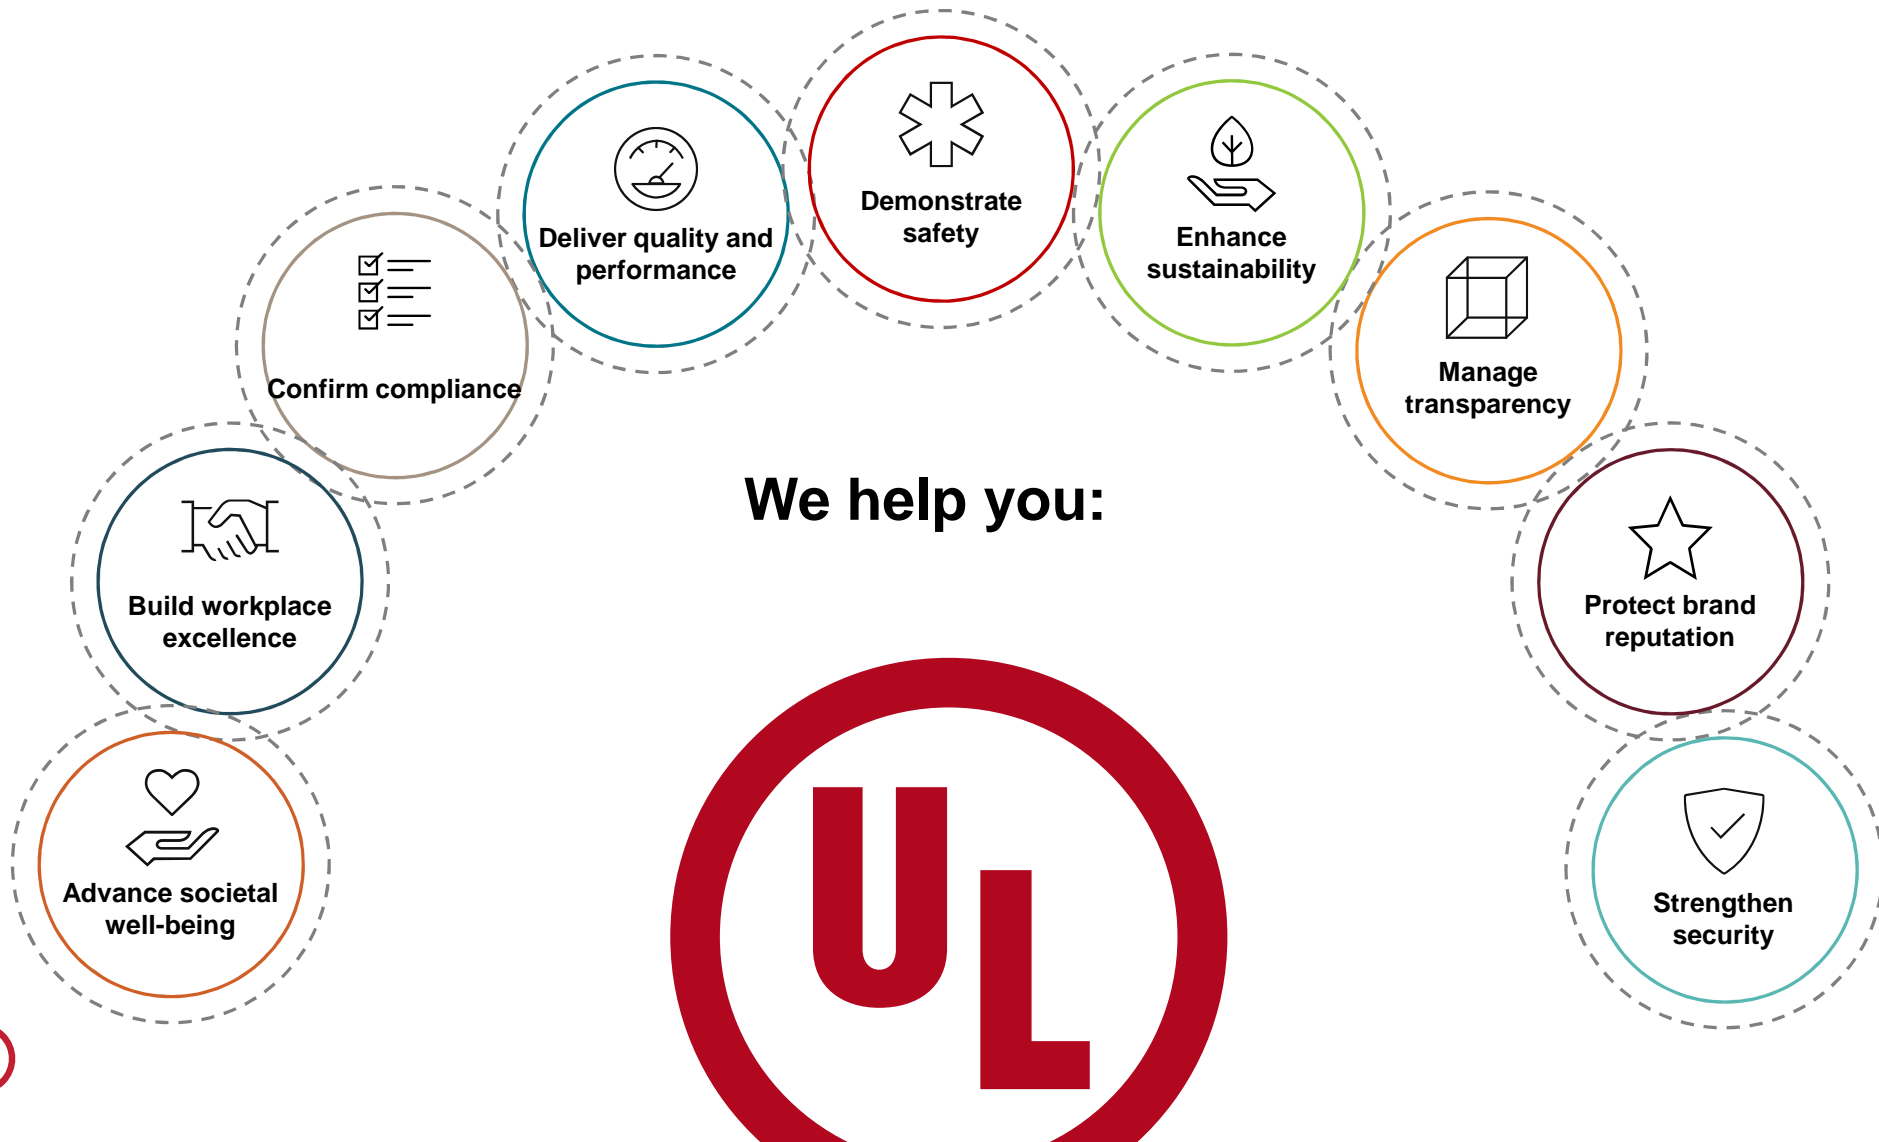 Demonstrate
safety
Deliver quality and
performance
Enhance
sustainability
Confirm compliance
Manage
transparency
We help you:
Build workplace
excellence
Protect brand
reputation
Advance societal
well-being
Strengthen
security
UL